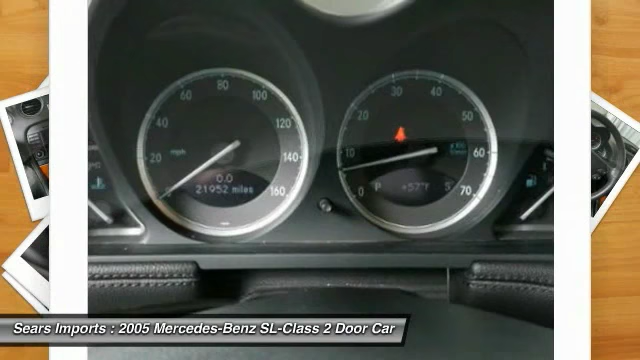 80
60 100
40 120
20 mph 140
160
0.0
21952 miles
30
20 40 50
10 60
0 70
P +57°F S
Sears Imports : 2005 Mercedes-Benz SL-Class 2 Door Car